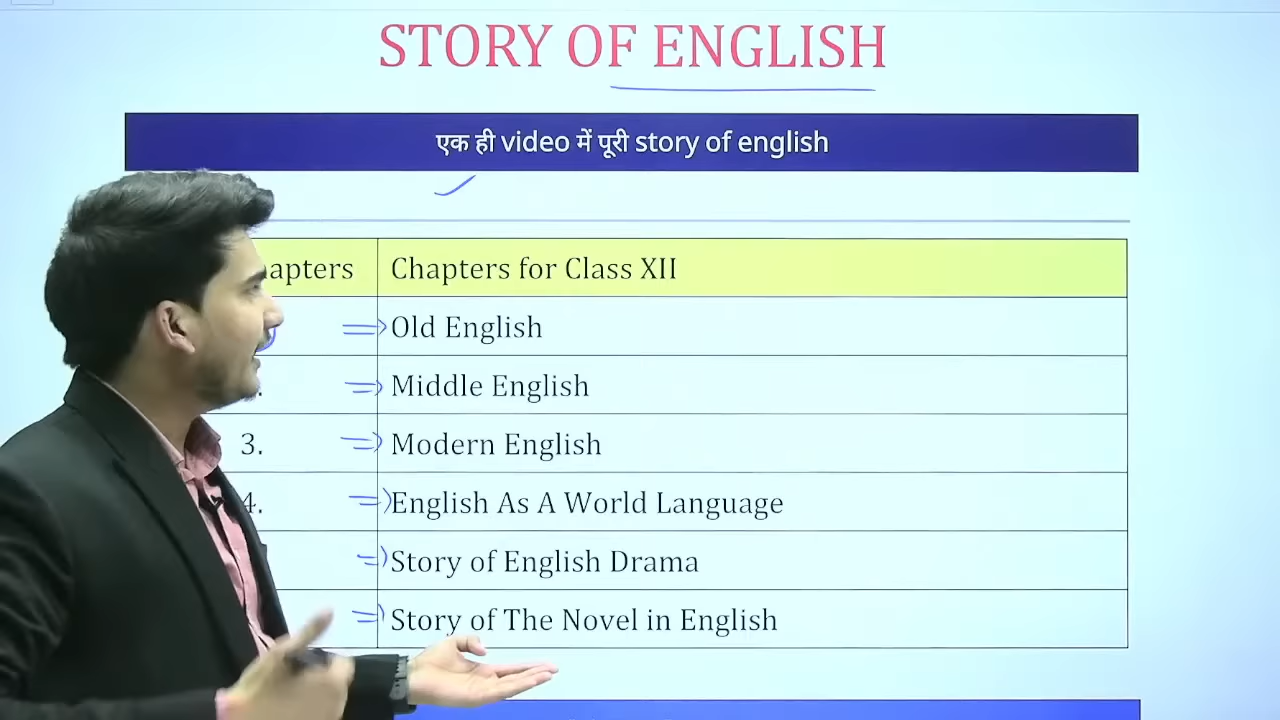 STORY OF ENGLISH
एक ही video में पूरी story of english
Chapters for Class XII
Old English
Middle English
3. Modern English
4. English As A World Language
Story of English Drama
Story of The Novel in English